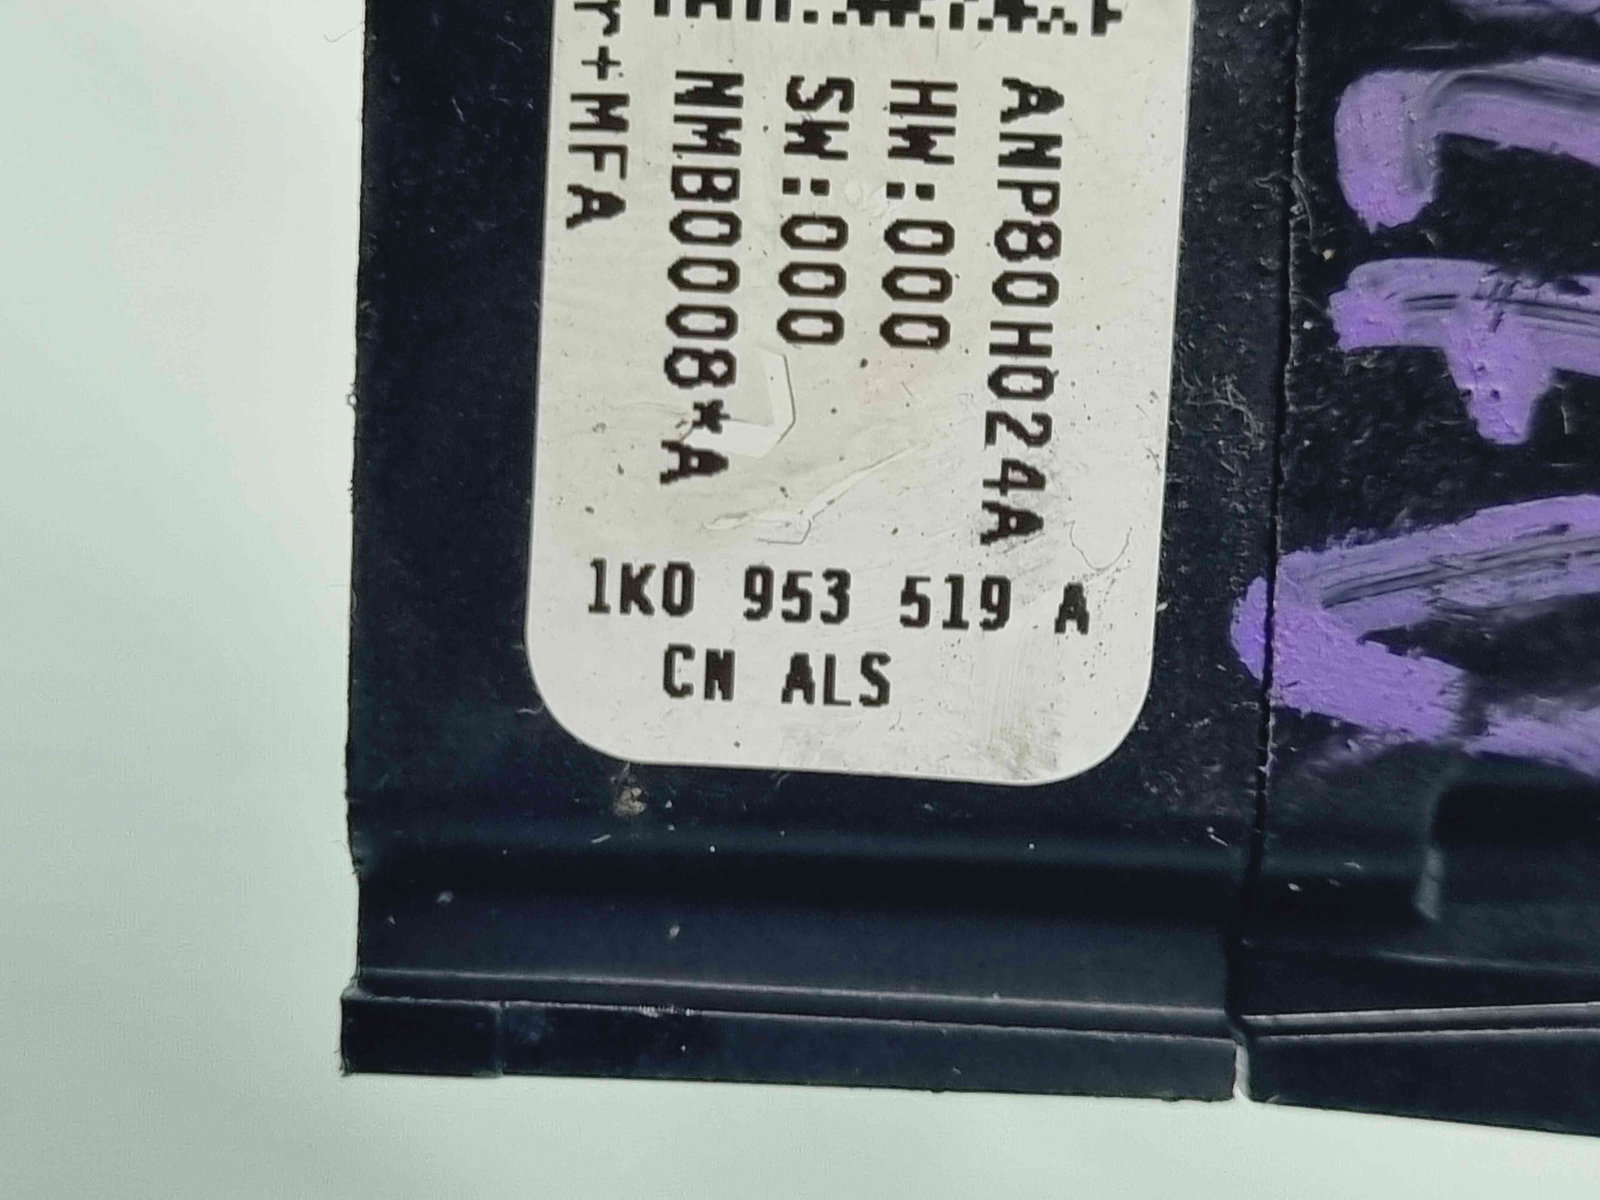 ANP80H024A
HW:000
SW:000
NMB0008*A
r+MFA
1K0 953 519 A
CN ALS